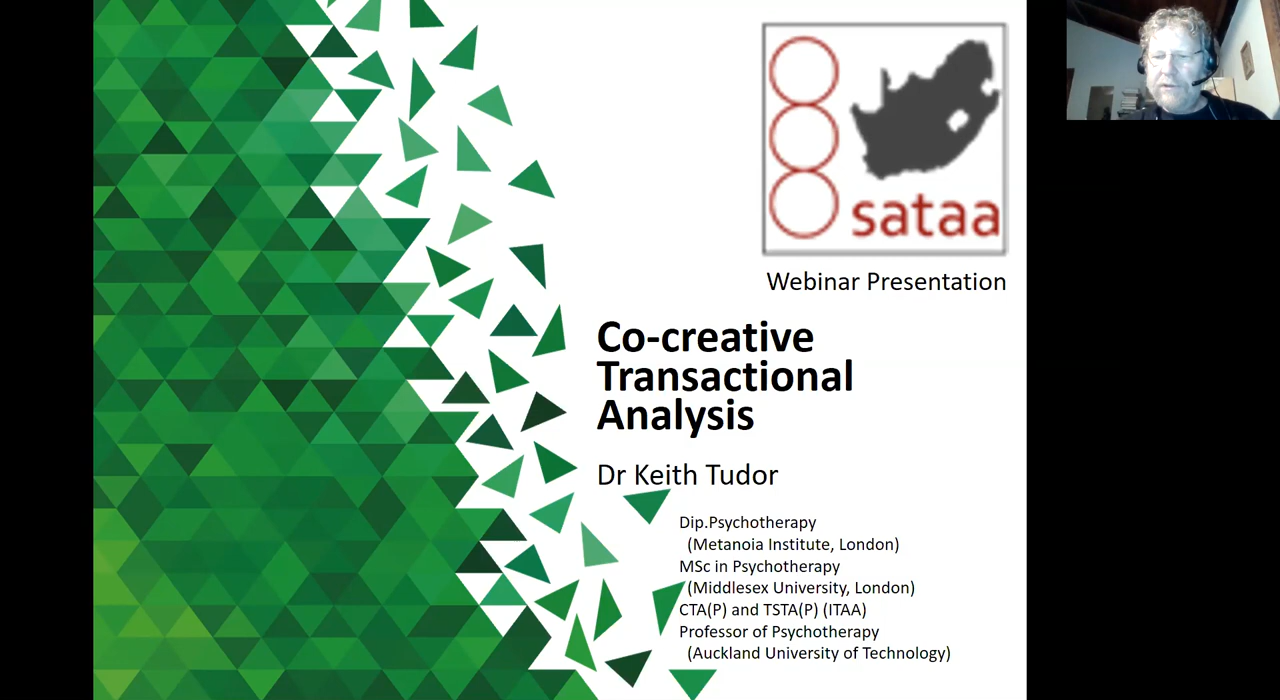 sataa
Webinar Presentation
Co-creative
Transactional
Analysis
Dr Keith Tudor
Dip.Psychotherapy
(Metanoia Institute, London)
MSc in Psychotherapy
(Middlesex University, London)
CTA(P) and TSTA(P) (ITAA)
Professor of Psychotherapy
(Auckland University of Technology)